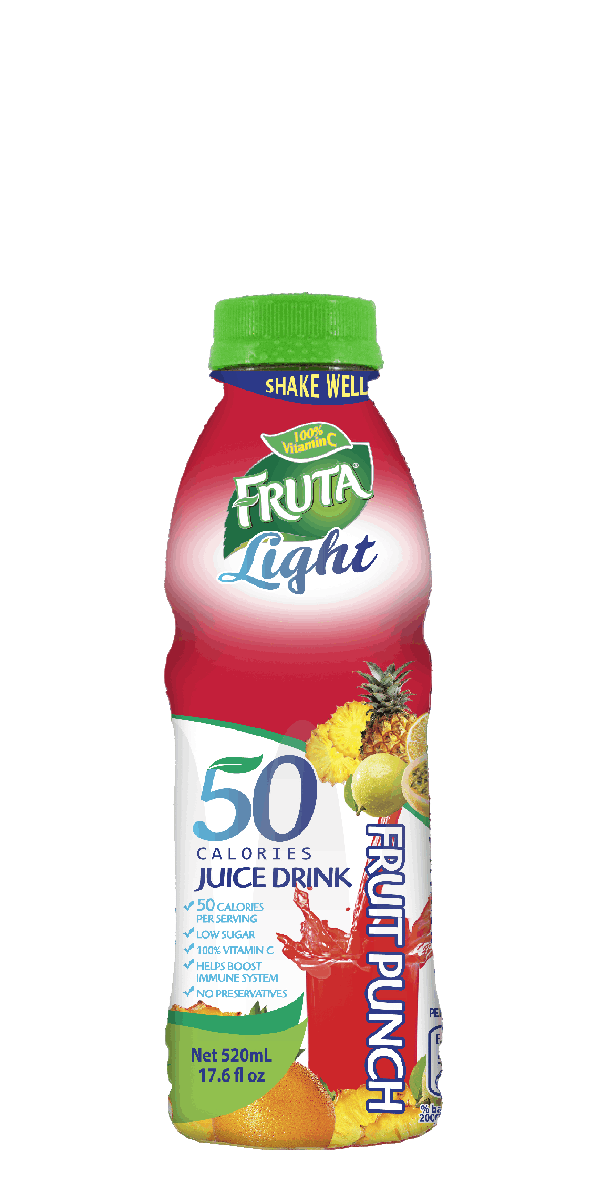 SHAKE WELL
100%
Vitamin C
FRUTA®
Light
50
CALORIES
JUICE DRINK
50 CALORIES
PER SERVING
LOW SUGAR
100% VITAMIN C
HELPS BOOST
IMMUNE SYSTEM
NO PRESERVATIVES
FRUIT PUNCH
Net 520mL
17.6 fl oz